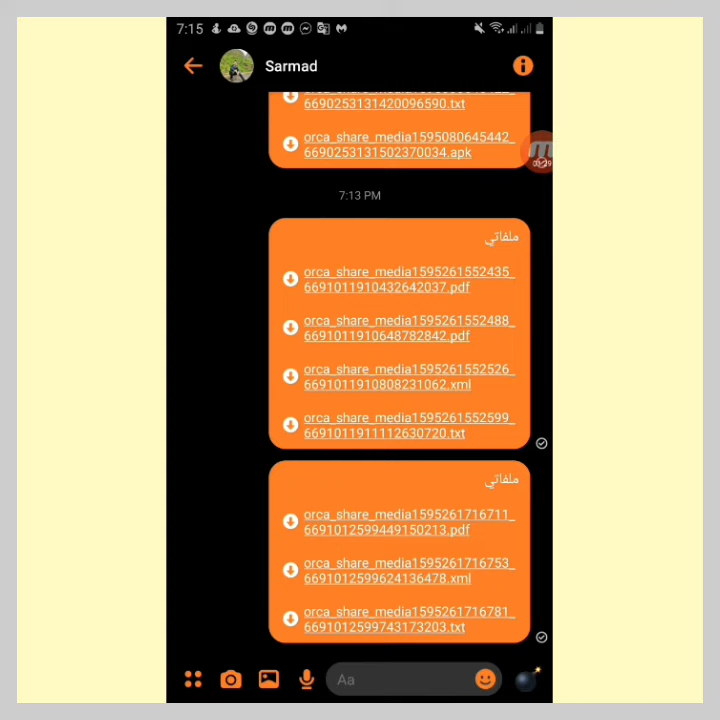 7:15
Sarmad
6690253131420096590.txt
orca_share_media1595080645442_
6690253131502370034.apk
7:13 PM
ملفاتي
orca_share_media1595261552435_
6691011910432642037.pdf
orca_share_media1595261552488_
6691011910648782842.pdf
orca_share_media1595261552526_
6691011910808231062.xml
orca_share_media1595261552599_
6691011911112630720.txt
ملفاتي
orca_share_media1595261716711_
6691012599449150213.pdf
orca_share_media1595261716753_
6691012599624136478.xml
orca_share_media1595261716781_
6691012599743173203.txt
Aa